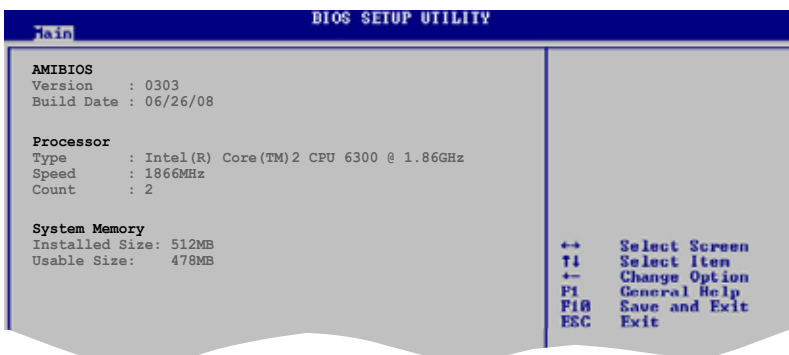 BIOS SETUP UTILITY
Main
AMIBIOS
Version : 0303
Build Date : 06/26/08
Processor
Type : Intel(R) Core(TM)2 CPU 6300 @ 1.86GHz
Speed : 1866MHz
Count : 2
System Memory
Installed Size: 512MB
Usable Size: 478MB
↔ Select Screen
↑↓ Select Item
+- Change Option
F1 General Help
F10 Save and Exit
ESC Exit